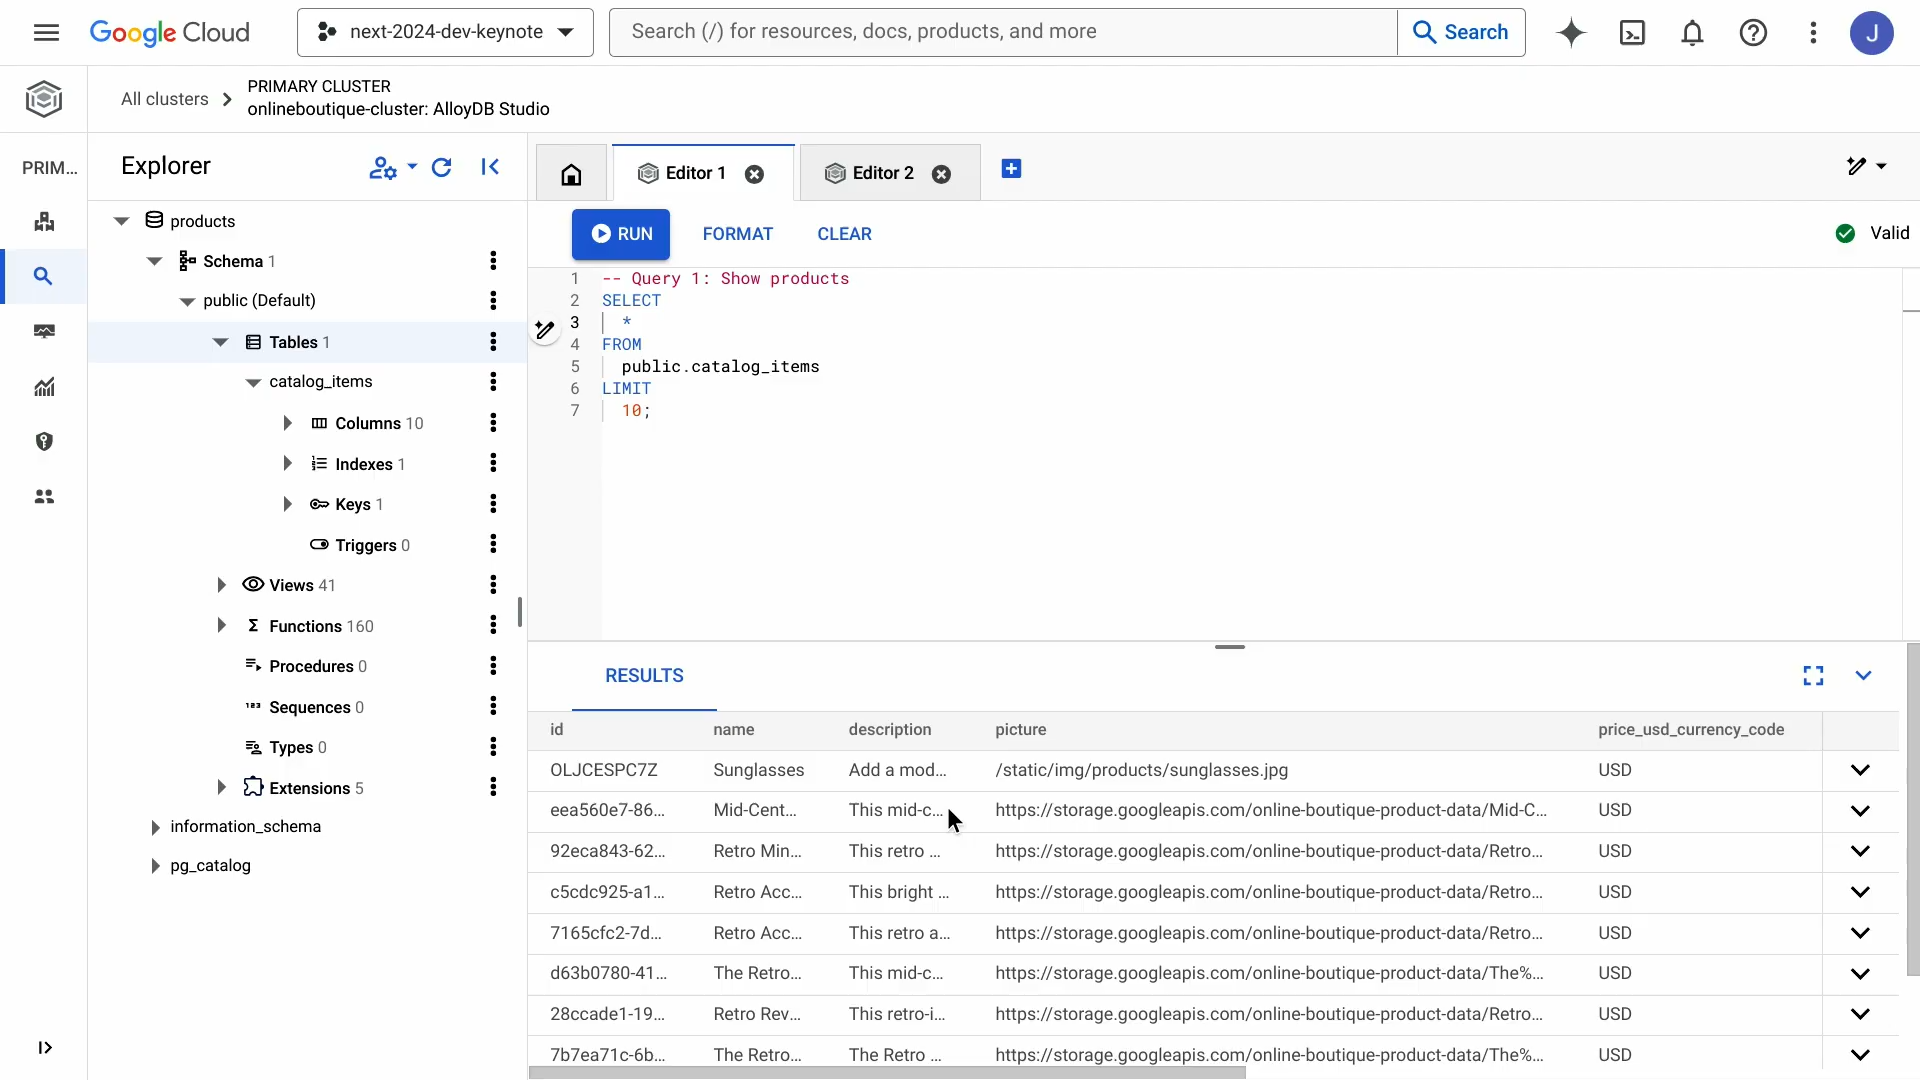 Google Cloud
next-2024-dev-keynote
Search (/) for resources, docs, products, and more
Search
J
All clusters
PRIMARY CLUSTER
onlineboutique-cluster: AlloyDB Studio
PRIM...
Explorer
Editor 1
Editor 2
RUN
FORMAT
CLEAR
Valid
products
Schema 1
public (Default)
Tables 1
catalog_items
Columns 10
Indexes 1
Keys 1
Triggers 0
Views 41
Functions 160
Procedures 0
Sequences 0
Types 0
Extensions 5
information_schema
pg_catalog
1 -- Query 1: Show products
2 SELECT
3 *
4 FROM
5 public.catalog_items
6 LIMIT
7 10;
RESULTS
id name description picture price_usd_currency_code
OLJCESPC7Z Sunglasses Add a mod... /static/img/products/sunglasses.jpg USD
eea560e7-86... Mid-Cent... This mid-c... https://storage.googleapis.com/online-boutique-product-data/Mid-C... USD
92eca843-62... Retro Min... This retro ... https://storage.googleapis.com/online-boutique-product-data/Retro... USD
c5cdc925-a1... Retro Acc... This bright ... https://storage.googleapis.com/online-boutique-product-data/Retro... USD
7165cfc2-7d... Retro Acc... This retro a... https://storage.googleapis.com/online-boutique-product-data/Retro... USD
d63b0780-41... The Retro... This mid-c... https://storage.googleapis.com/online-boutique-product-data/The%... USD
28ccade1-19... Retro Rev... This retro-i... https://storage.googleapis.com/online-boutique-product-data/Retro... USD
7b7ea71c-6b... The Retro... The Retro ... https://storage.googleapis.com/online-boutique-product-data/The%... USD